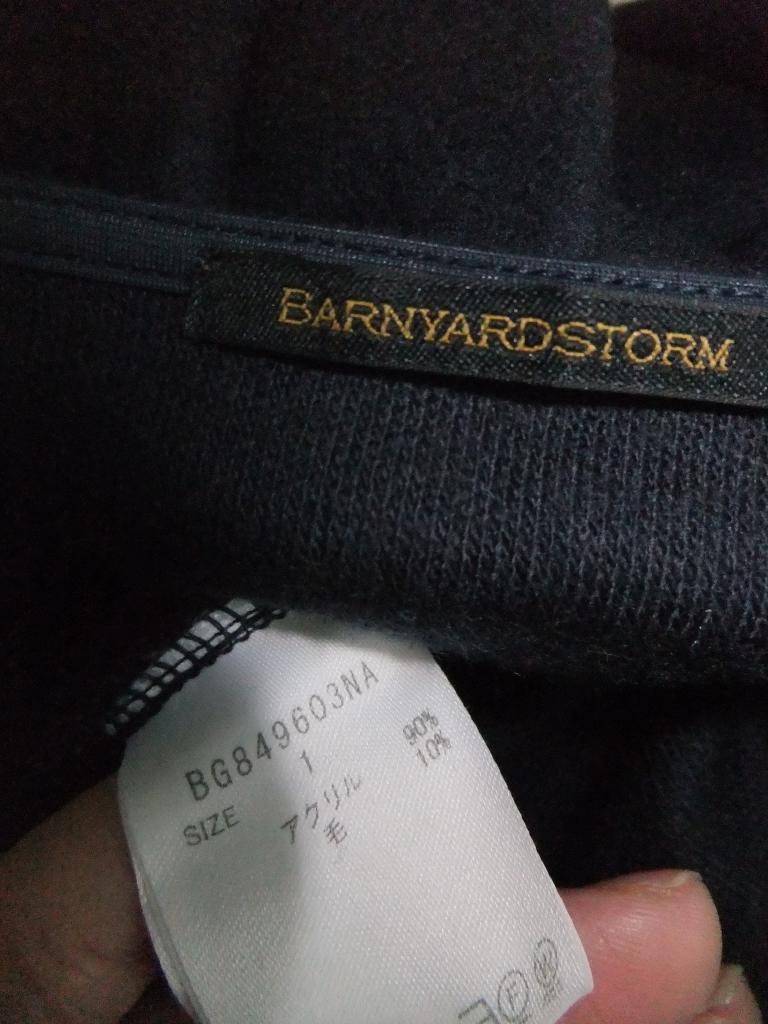 BARNYARDSTORM
BG849603NA
SIZE 1
アクリル 90%
毛 10%